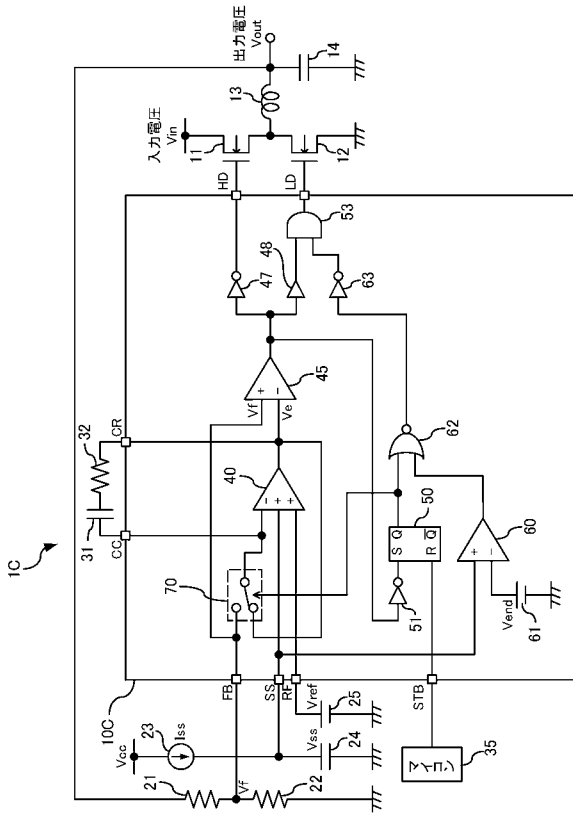 1C
10C
入力電圧
Vin
出力電圧
Vout
11
12
13
14
HD
LD
CR
CC
32
31
47
48
53
63
45
Vf
+
−
Ve
40
−
+
+
70
62
50
S Q
R Q̅
51
60
+
−
Vend
61
FB
SS
RF
STB
Vcc
23
Iss
21
Vf
22
Vss
24
Vref
25
マイコン
35